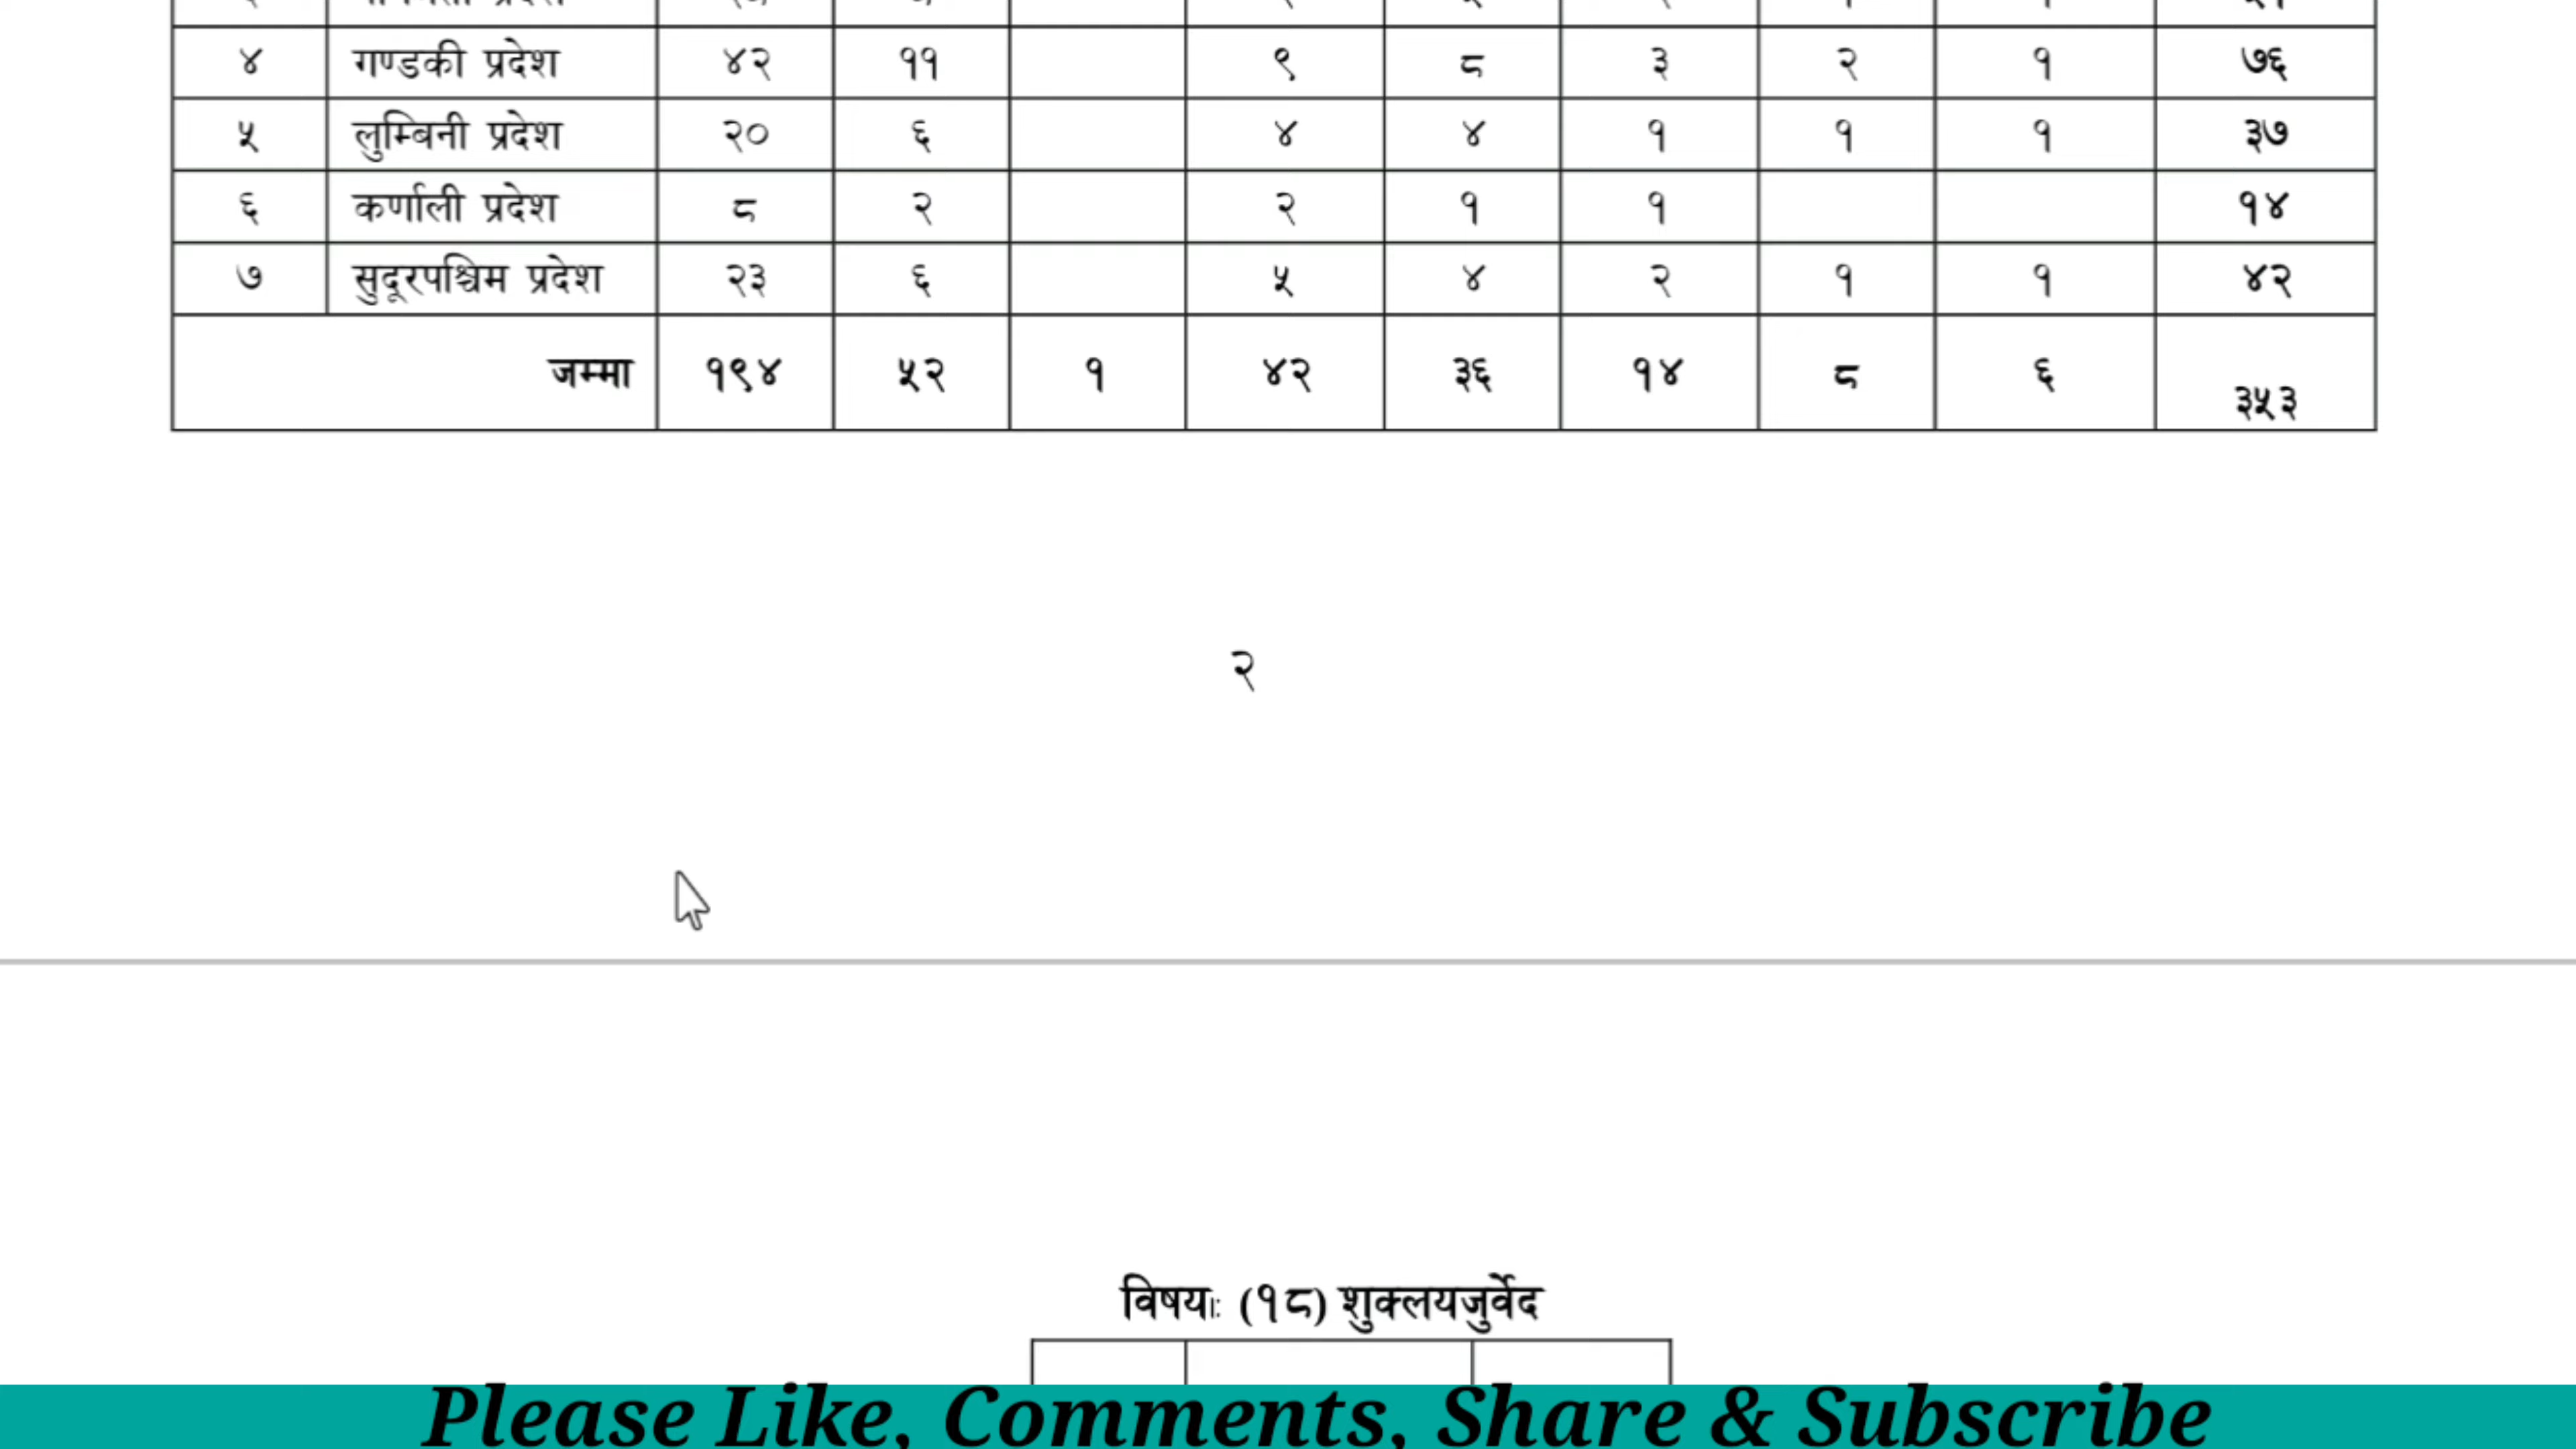 ४ गण्डकी प्रदेश ४२ ११ ९ ८ ३ २ १ ७६
५ लुम्बिनी प्रदेश २० ६ ४ ४ १ १ १ ३७
६ कर्णाली प्रदेश ८ २ २ १ १ १४
७ सुदूरपश्चिम प्रदेश २३ ६ ५ ४ २ १ १ ४२
जम्मा १९४ ५२ १ ४२ ३६ १४ ८ ६ ३५३
२
विषयः (१८) शुक्लयजुर्वेद
Please Like, Comments, Share & Subscribe